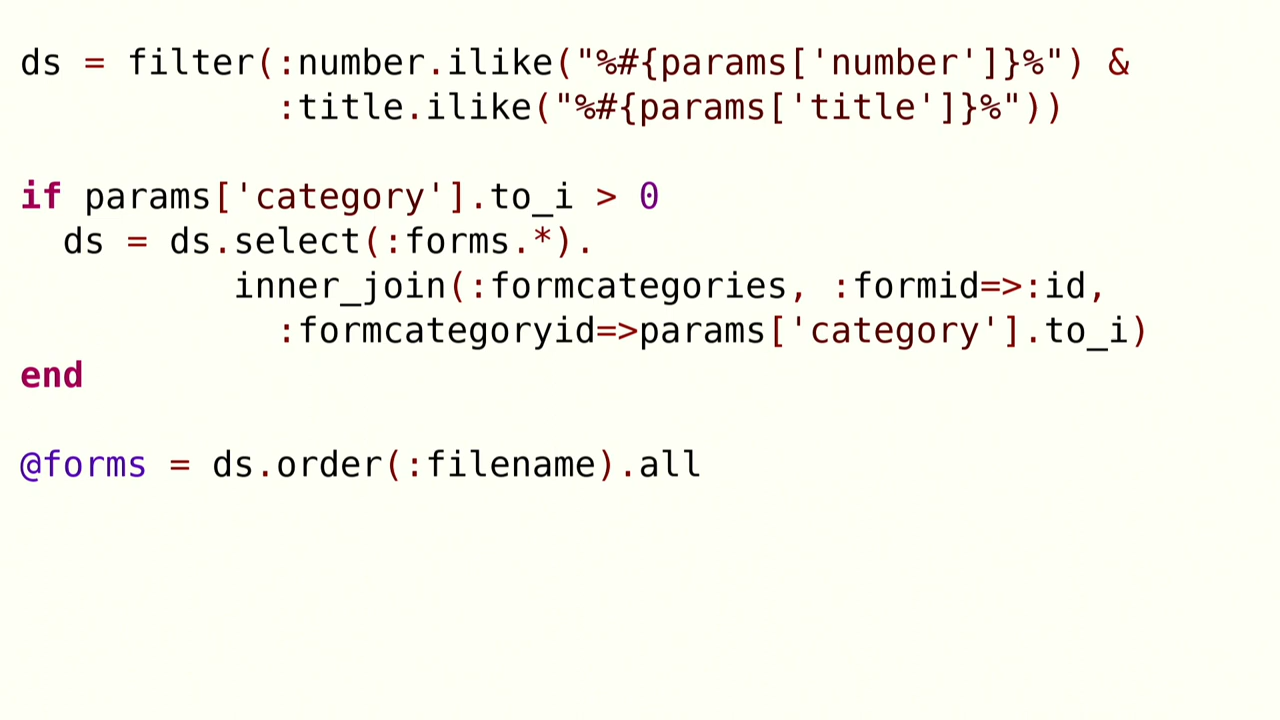 ds = filter(:number.ilike("%#{params['number']}%") &
            :title.ilike("%#{params['title']}%"))

if params['category'].to_i > 0
  ds = ds.select(:forms.*).
          inner_join(:formcategories, :formid=>:id,
            :formcategoryid=>params['category'].to_i)
end

@forms = ds.order(:filename).all